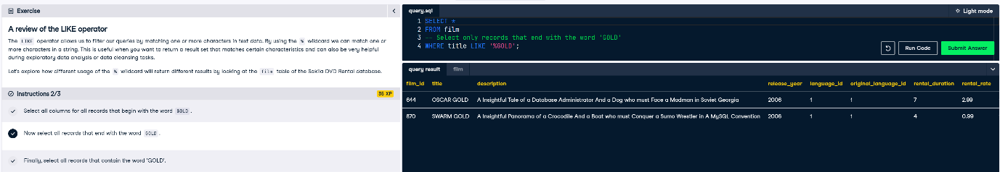 Exercise
A review of the LIKE operator
The LIKE operator allows us to filter our queries by matching one or more characters in text data. By using the % wildcard we can match one or
more characters in a string. This is useful when you want to return a result set that matches certain characteristics and can also be very helpful
during exploratory data analysis or data cleansing tasks.
Let's explore how different usage of the % wildcard will return different results by looking at the film table of the Sakila DVD Rental database.
Instructions 2/3
35 XP
Select all columns for all records that begin with the word GOLD .
Now select all records that end with the word GOLD .
Finally, select all records that contain the word 'GOLD'.
query.sql
Light mode
1 SELECT *
2 FROM film
3 -- Select only records that end with the word 'GOLD'
4 WHERE title LIKE '%GOLD';
Run Code
Submit Answer
query result film
film_id title description release_year language_id original_language_id rental_duration rental_rate
644 OSCAR GOLD A Insightful Tale of a Database Administrator And a Dog who must Face a Madman in Soviet Georgia 2006 1 1 7 2.99
870 SWARM GOLD A Insightful Panorama of a Crocodile And a Boat who must Conquer a Sumo Wrestler in A MySQL Convention 2006 1 1 4 0.99